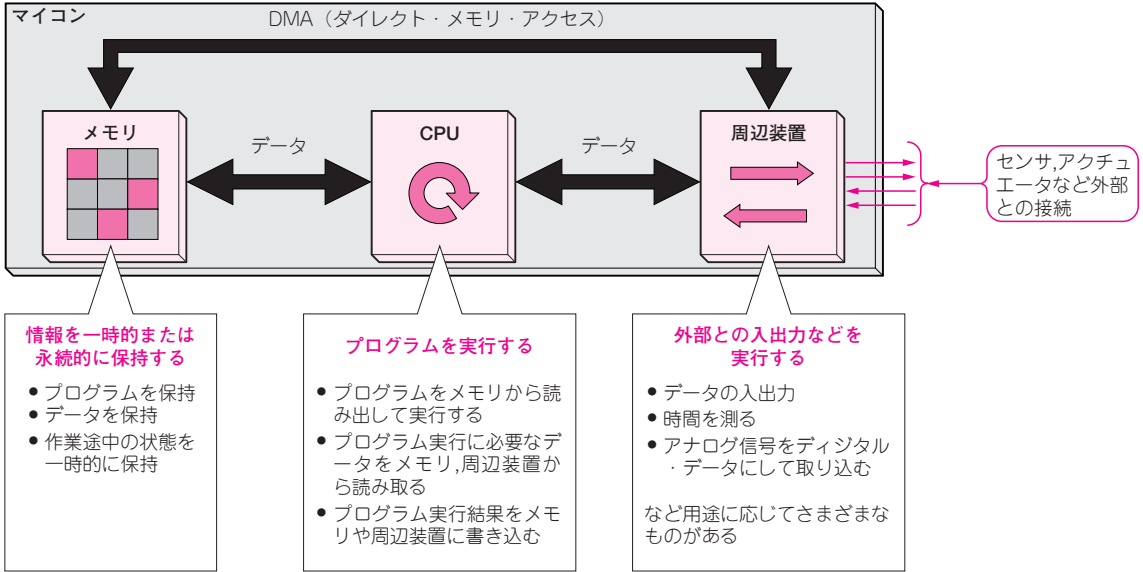 マイコン
DMA（ダイレクト・メモリ・アクセス）
メモリ
データ
CPU
データ
周辺装置
センサ,アクチュ
エータなど外部
との接続
情報を一時的または
永続的に保持する
● プログラムを保持
● データを保持
● 作業途中の状態を
一時的に保持
プログラムを実行する
● プログラムをメモリから読
み出して実行する
● プログラム実行に必要なデ
ータをメモリ,周辺装置か
ら読み取る
● プログラム実行結果をメモ
リや周辺装置に書き込む
外部との入出力などを
実行する
● データの入出力
● 時間を測る
● アナログ信号をディジタル
・データにして取り込む
など用途に応じてさまざまな
ものがある